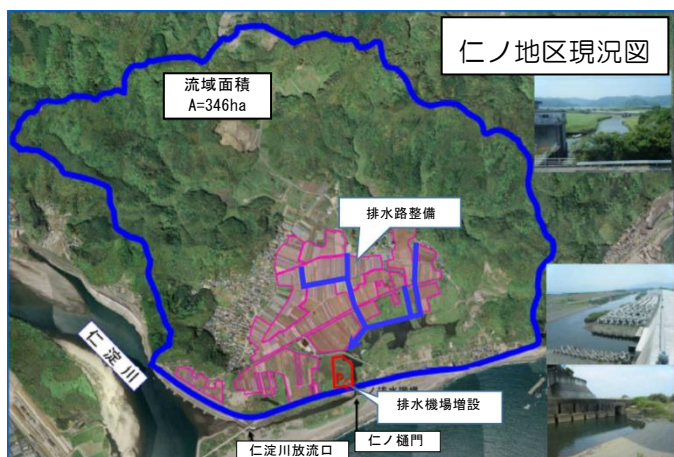 仁ノ地区現況図
流域面積
A=346ha
排水路整備
仁淀川
排水機場増設
仁ノ樋門
仁淀川放流口